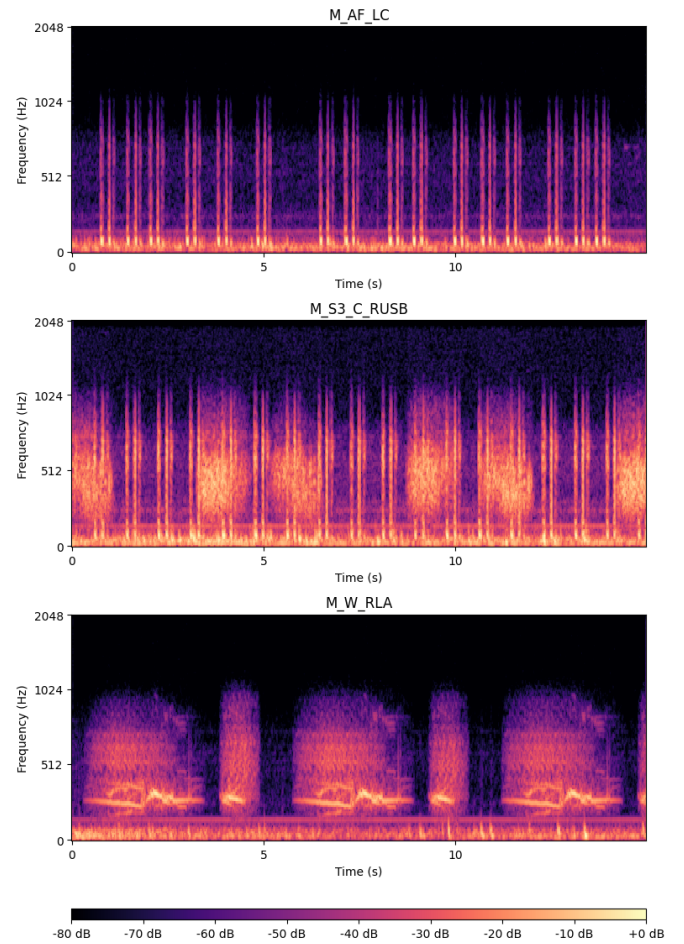 M_AF_LC
2048
1024
512
0
Frequency (Hz)
0 5 10
Time (s)
M_S3_C_RUSB
2048
1024
512
0
Frequency (Hz)
0 5 10
Time (s)
M_W_RLA
2048
1024
512
0
Frequency (Hz)
0 5 10
Time (s)
-80 dB -70 dB -60 dB -50 dB -40 dB -30 dB -20 dB -10 dB +0 dB